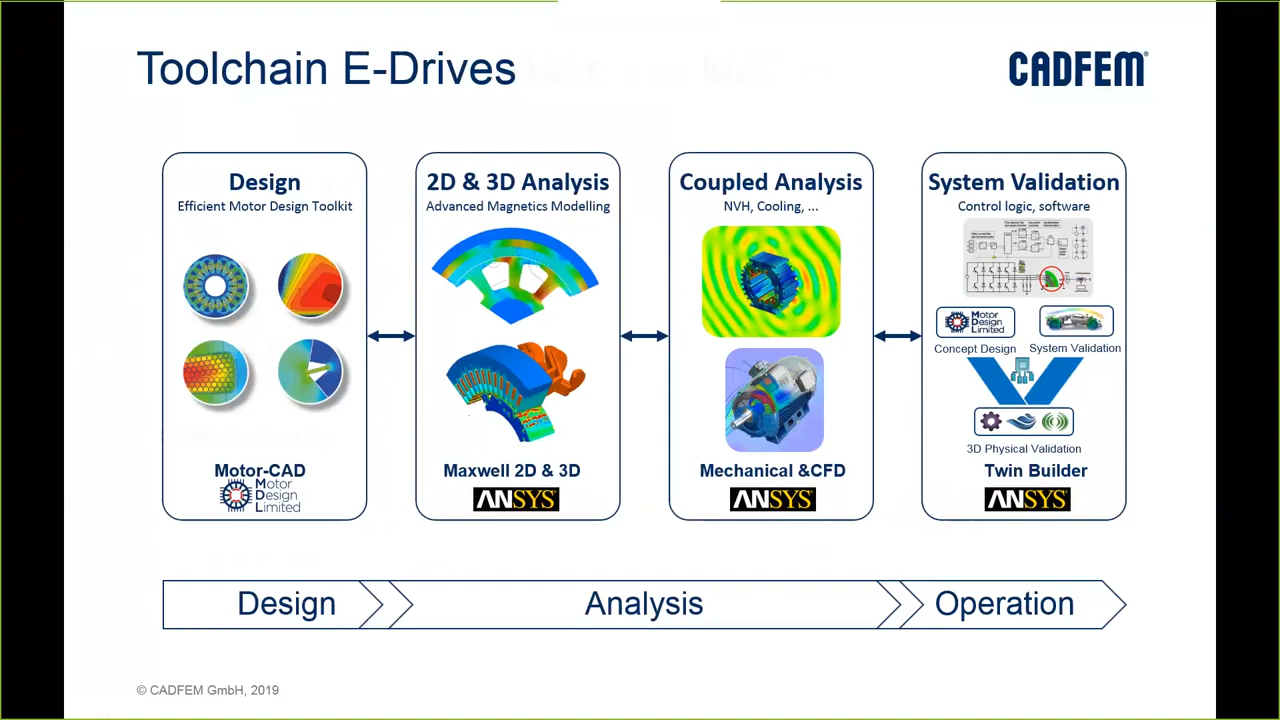 Toolchain E-Drives
CADFEM®
Design
Efficient Motor Design Toolkit
Motor-CAD
Motor
Design
Limited
2D & 3D Analysis
Advanced Magnetics Modelling
Maxwell 2D & 3D
ANSYS
Coupled Analysis
NVH, Cooling, ...
Mechanical &CFD
ANSYS
System Validation
Control logic, software
Motor
Design
Limited
Concept Design
System Validation
3D Physical Validation
Twin Builder
ANSYS
Design
Analysis
Operation
© CADFEM GmbH, 2019